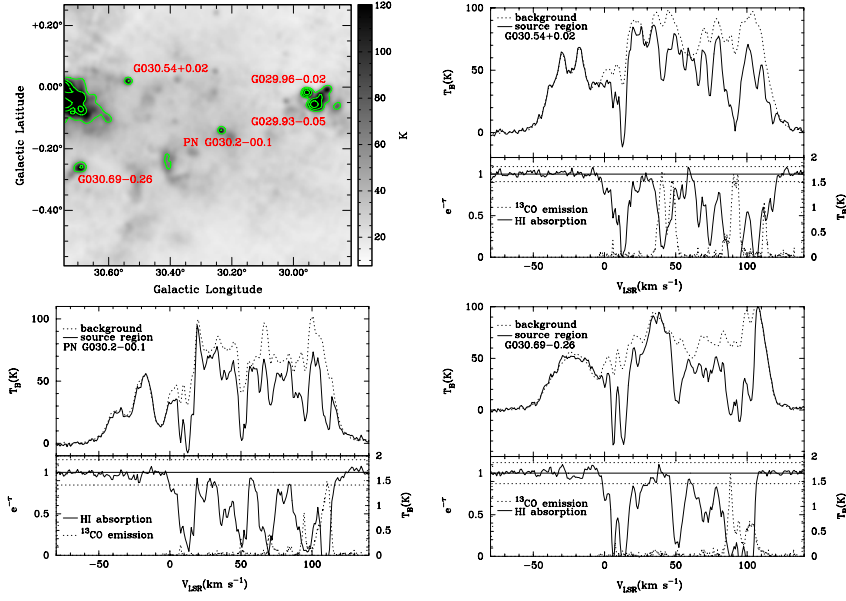 +0.20°
0.00°
−0.20°
−0.40°
Galactic Latitude
30.60°
30.40°
30.20°
30.00°
Galactic Longitude
G030.54+0.02
G029.96−0.02
G029.93−0.05
PN G030.2−00.1
G030.69−0.26
120
100
80
60
40
20
K
background
source region
G030.54+0.02
100
50
0
T_B(K)
13CO emission
HI absorption
1
0.5
0
e^−τ
2
1.5
1
0.5
0
T_B(K)
−50
0
50
100
V_LSR(km s^−1)
background
source region
PN G030.2−00.1
100
50
0
T_B(K)
HI absorption
13CO emission
1
0.5
0
e^−τ
2
1.5
1
0.5
0
T_B(K)
−50
0
50
100
V_LSR(km s^−1)
background
source region
G030.69−0.26
100
50
0
T_B(K)
13CO emission
HI absorption
1
0.5
0
e^−τ
2
1.5
1
0.5
0
T_B(K)
−50
0
50
100
V_LSR(km s^−1)